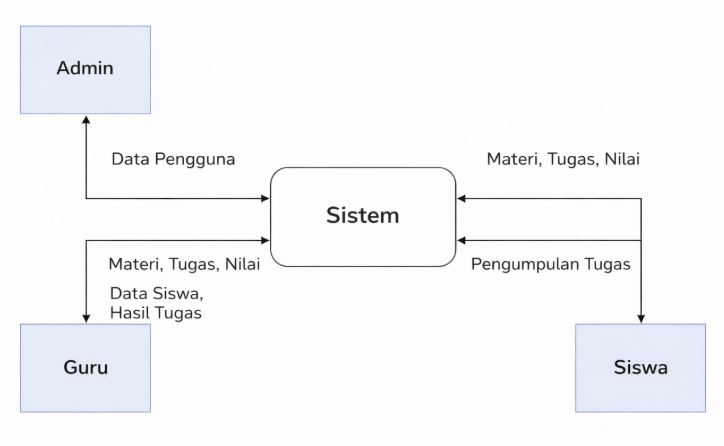 Admin
Data Pengguna
Materi, Tugas, Nilai
Sistem
Materi, Tugas, Nilai
Pengumpulan Tugas
Data Siswa,
Hasil Tugas
Guru
Siswa